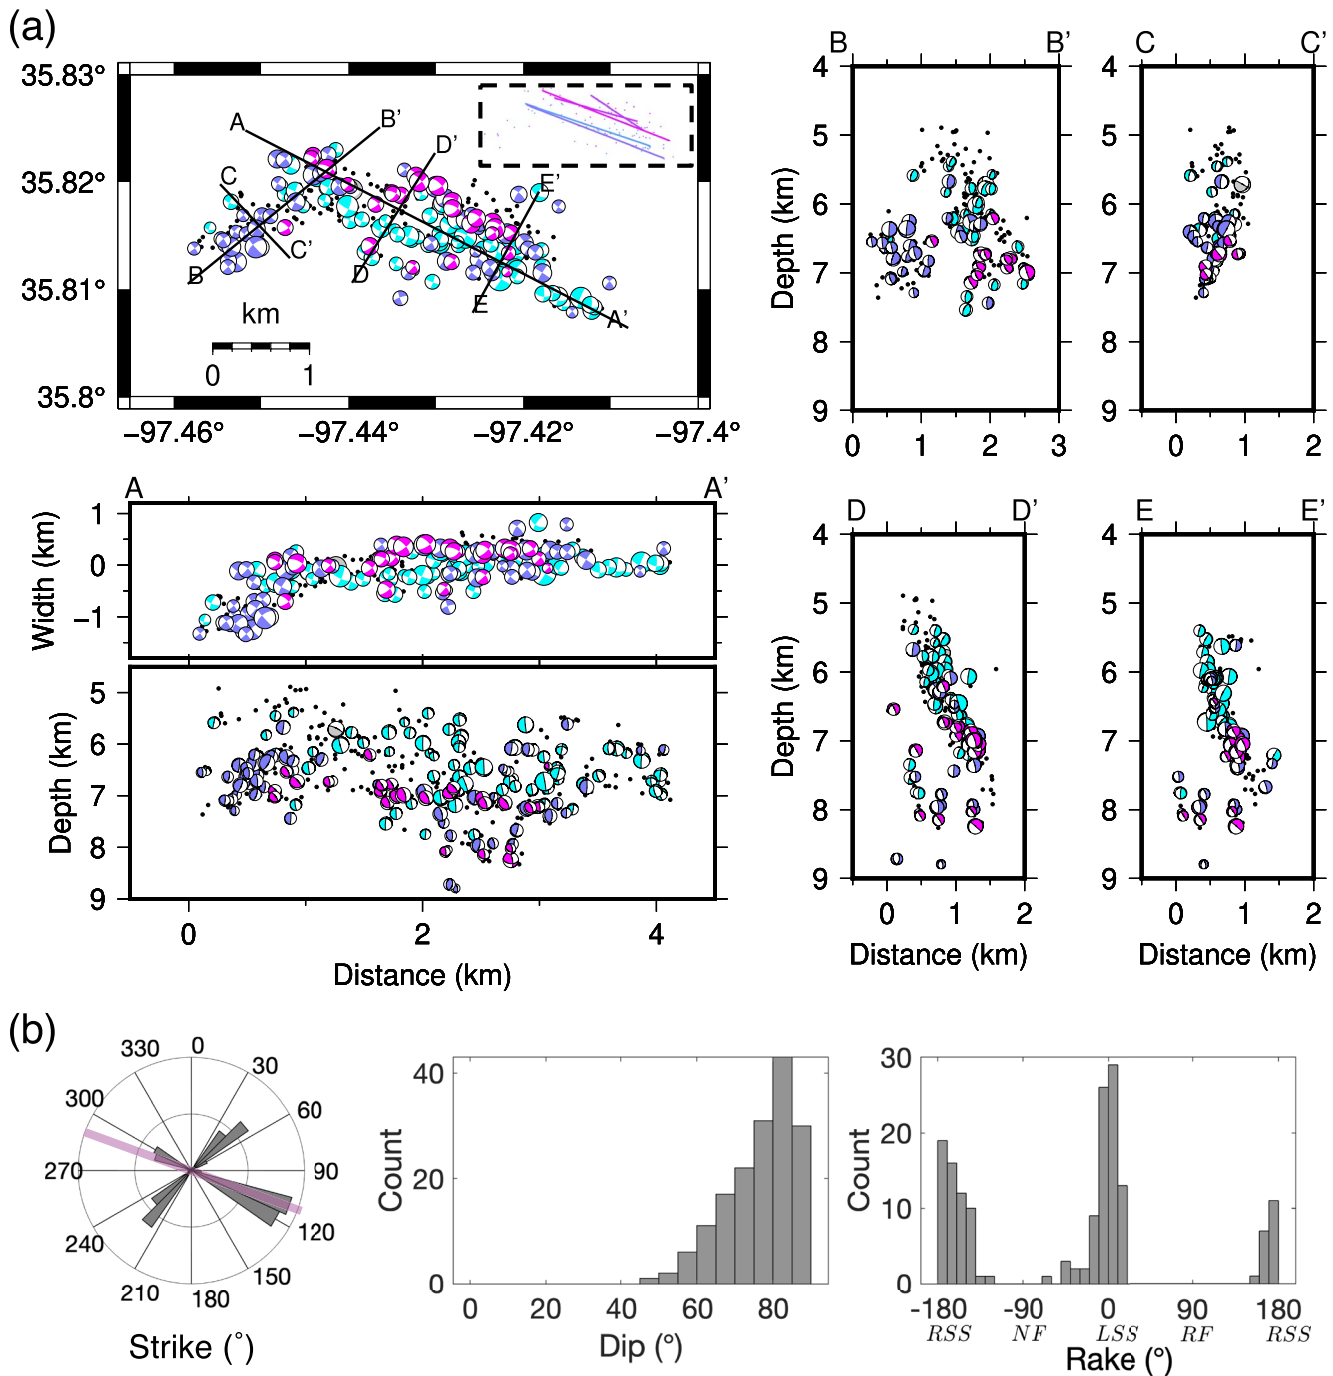 (a)
35.83°
35.82°
35.81°
35.8°
−97.46°
−97.44°
−97.42°
−97.4°
A
B'
D'
E'
C
C'
B
D
E
A'
km
0
1
B
B'
4
5
6
7
8
9
Depth (km)
0
1
2
3
C
C'
4
5
6
7
8
9
0
1
2
A
A'
1
0
−1
Width (km)
5
6
7
8
9
Depth (km)
0
2
4
Distance (km)
D
D'
4
5
6
7
8
9
Depth (km)
0
1
2
Distance (km)
E
E'
4
5
6
7
8
9
0
1
2
Distance (km)
(b)
0
30
60
90
120
150
180
210
240
270
300
330
Strike (°)
40
20
0
Count
0
20
40
60
80
Dip (°)
30
20
10
0
Count
-180
-90
0
90
180
RSS
NF
LSS
RF
RSS
Rake (°)